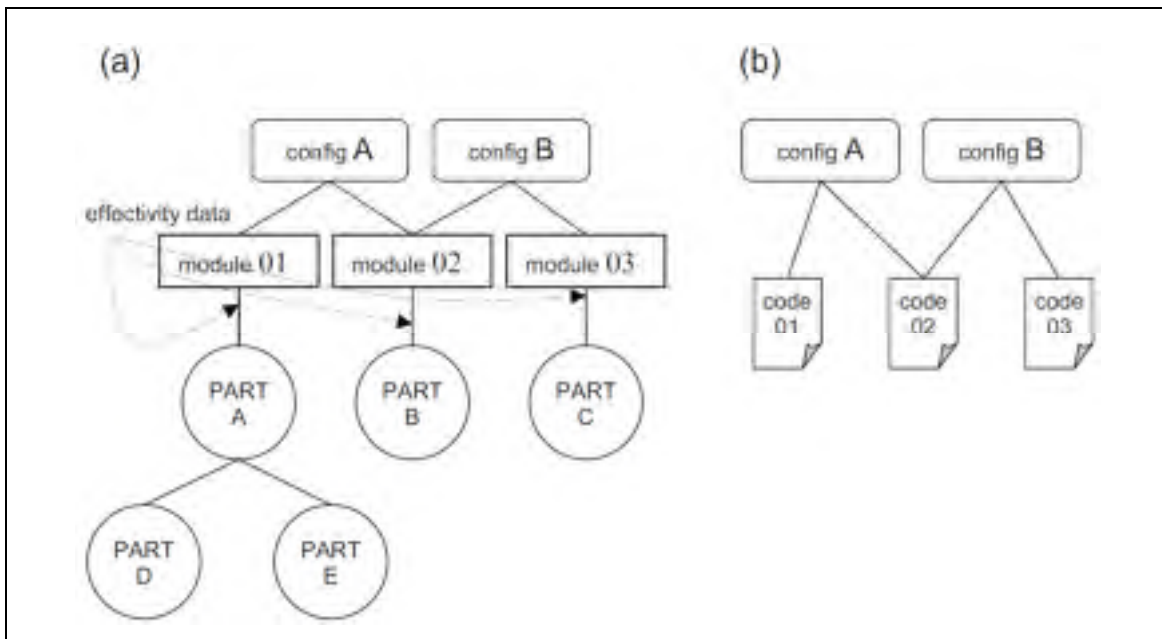 (a)
(b)
config A
config B
config A
config B
effectivity data
module 01
module 02
module 03
code
01
code
02
code
03
PART
A
PART
B
PART
C
PART
D
PART
E